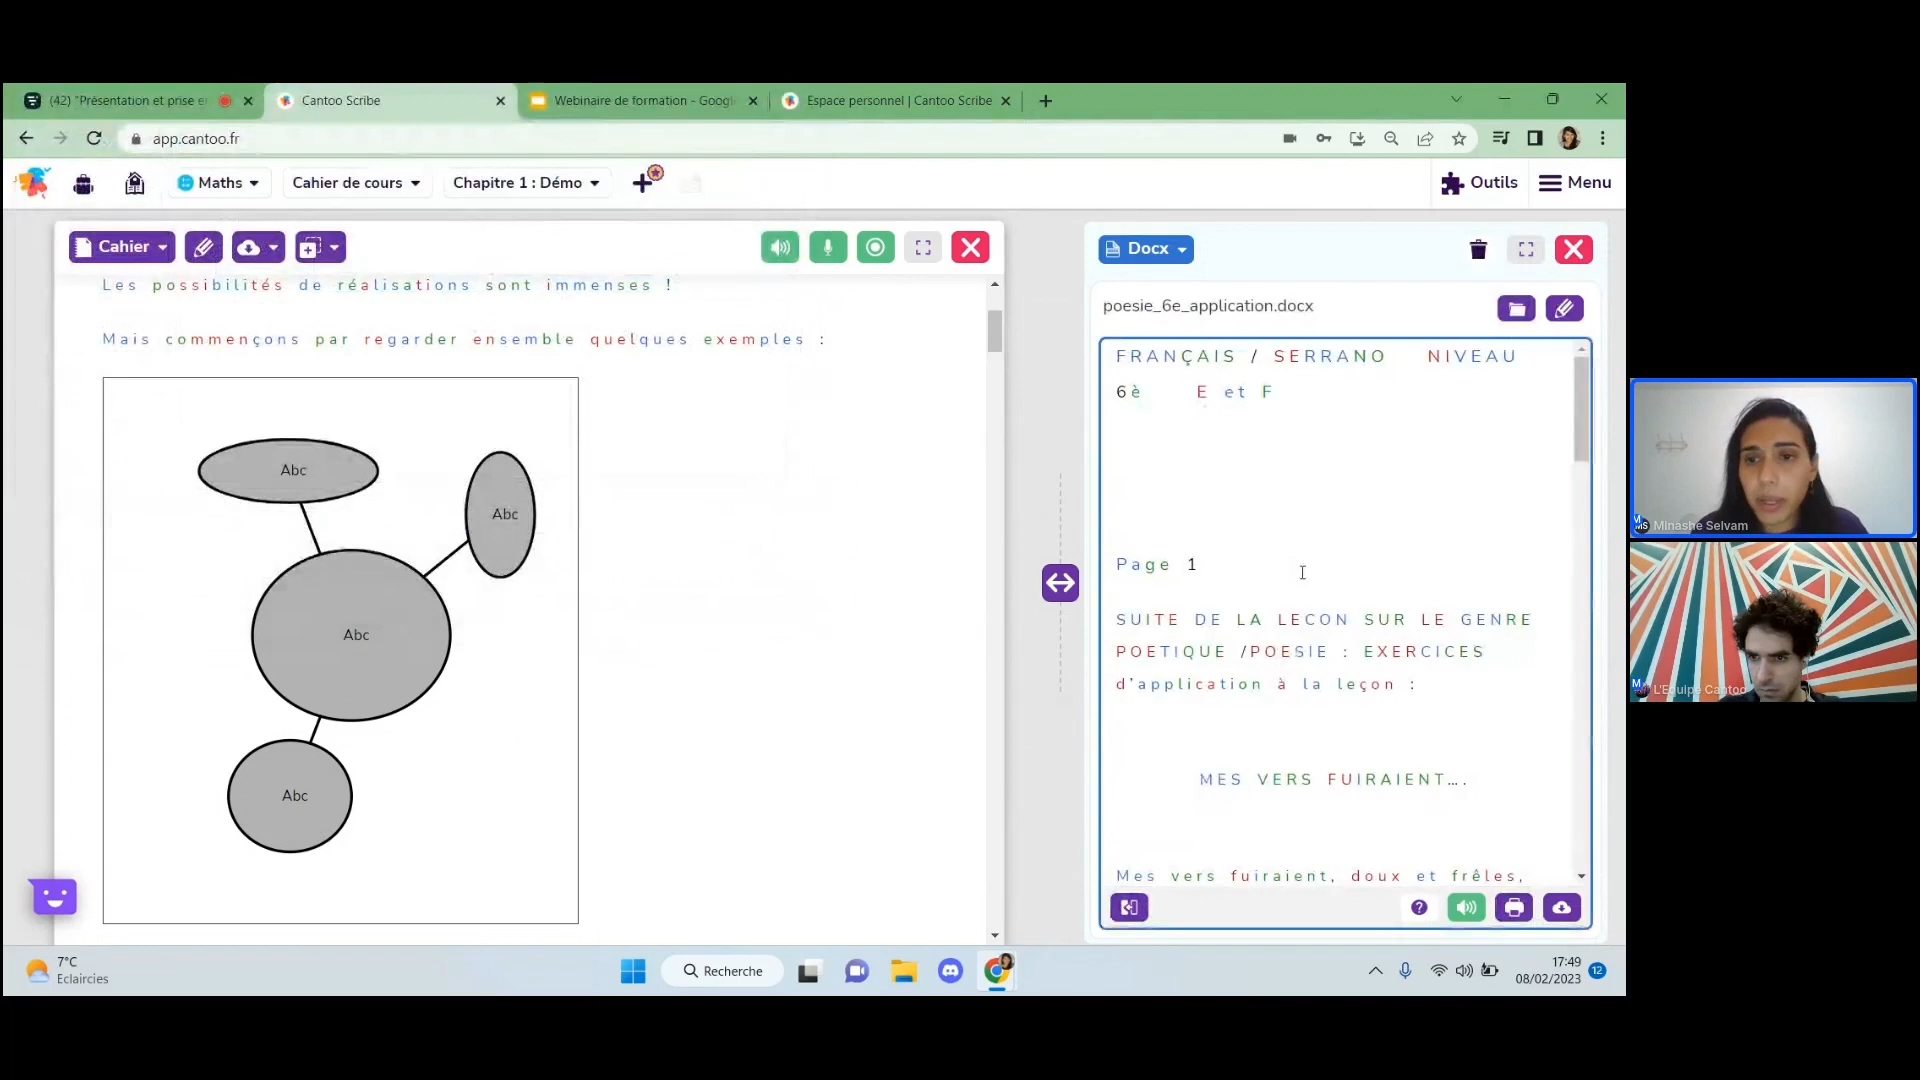 (42) "Présentation et prise e
Cantoo Scribe
Webinaire de formation - Googl
Espace personnel | Cantoo Scribe
app.cantoo.fr
Maths
Cahier de cours
Chapitre 1 : Démo
Outils
Menu
Cahier
Les possibilités de réalisations sont immenses !
Mais commençons par regarder ensemble quelques exemples :
Abc
Abc
Abc
Abc
Docx
poesie_6e_application.docx
FRANÇAIS / SERRANO NIVEAU
6è E et F
Page 1
SUITE DE LA LECON SUR LE GENRE
POETIQUE /POESIE : EXERCICES
d'application à la leçon :
MES VERS FUIRAIENT....
Mes vers fuiraient, doux et frêles,
Minashe Selvam
MS
L'Equipe Cantoo
7°C
Eclaircies
Recherche
17:49
08/02/2023
12